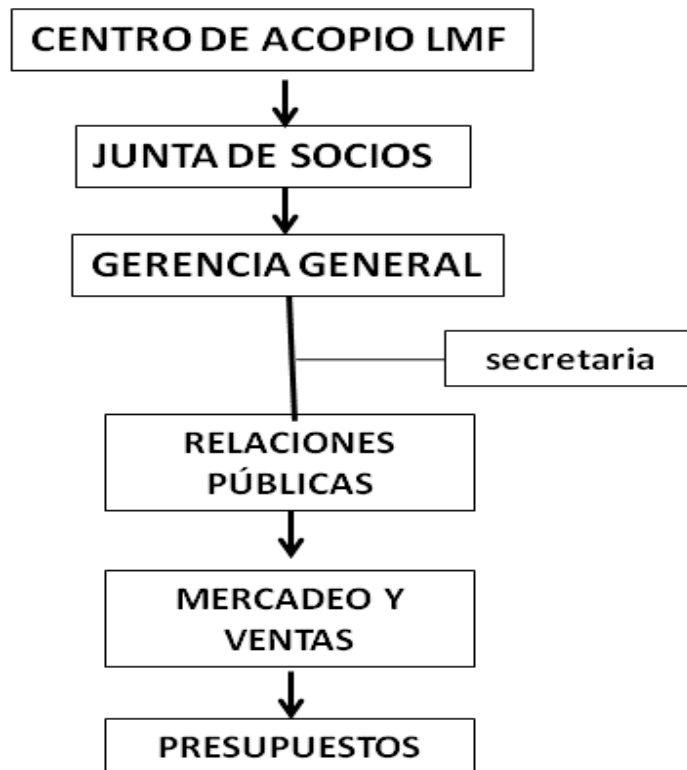 CENTRO DE ACOPIO LMF
JUNTA DE SOCIOS
GERENCIA GENERAL
secretaria
RELACIONES
PÚBLICAS
MERCADEO Y
VENTAS
PRESUPUESTOS